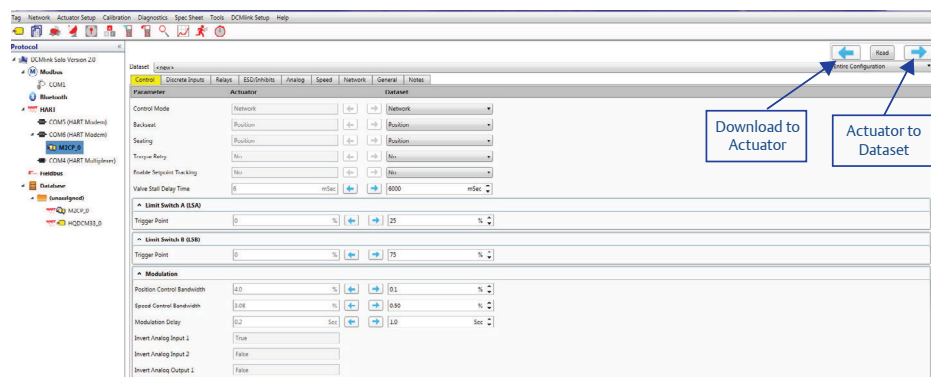 Tag Network Actuator Setup Calibration Diagnostics Spec Sheet Tools DCMlink Setup Help
Protocol
DCMlink Solo Version 2.0
Modbus
COM1
Bluetooth
HART
COM5 (HART Modem)
COM6 (HART Modem)
M2CP_0
COM4 (HART Multiplexer)
Fieldbus
Database
(unassigned)
M2CP_0
HQDCM33_0
Read
Dataset <new> Entire Configuration
Control Discrete Inputs Relays ESD/Inhibits Analog Speed Network General Notes
Parameter Actuator Dataset
Control Mode Network Network
Backseat Position Position
Seating Position Position
Torque Retry No No
Enable Setpoint Tracking No No
Valve Stall Delay Time 6 mSec 6000 mSec
Limit Switch A (LSA)
Trigger Point 0 % 25 %
Limit Switch B (LSB)
Trigger Point 0 % 75 %
Modulation
Position Control Bandwidth 4.0 % 0.1 %
Speed Control Bandwidth % 0.50 %
Modulation Delay 0.2 Sec 1.0 Sec
Invert Analog Input 1 True
Invert Analog Input 2 False
Invert Analog Output 1 False
Download to
Actuator
Actuator to
Dataset